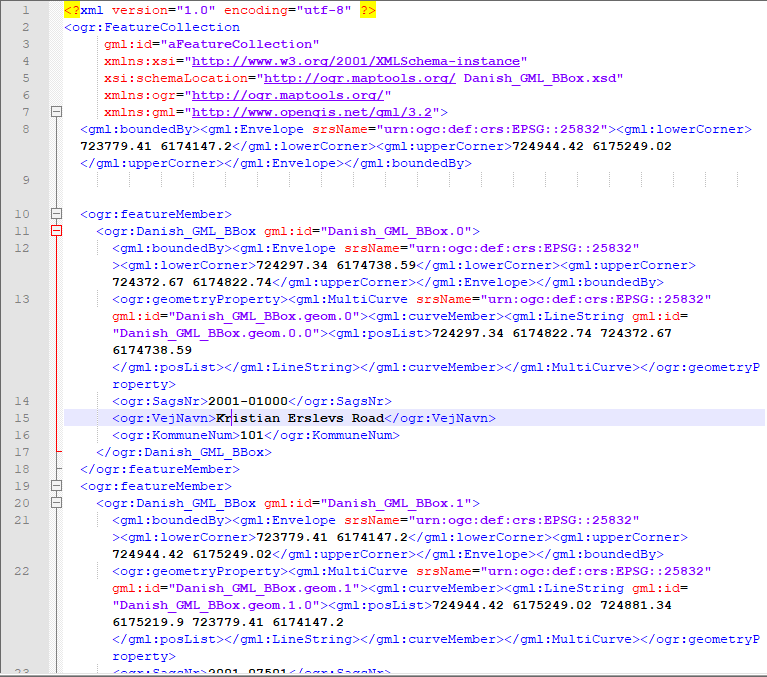 1 <?xml version="1.0" encoding="utf-8" ?>
2 <ogr:FeatureCollection
3 gml:id="aFeatureCollection"
4 xmlns:xsi="http://www.w3.org/2001/XMLSchema-instance"
5 xsi:schemaLocation="http://ogr.maptools.org/ Danish_GML_BBox.xsd"
6 xmlns:ogr="http://ogr.maptools.org/"
7 xmlns:gml="http://www.opengis.net/gml/3.2">
8 <gml:boundedBy><gml:Envelope srsName="urn:ogc:def:crs:EPSG::25832"><gml:lowerCorner>
723779.41 6174147.2</gml:lowerCorner><gml:upperCorner>724944.42 6175249.02
</gml:upperCorner></gml:Envelope></gml:boundedBy>
9
10 <ogr:featureMember>
11 <ogr:Danish_GML_BBox gml:id="Danish_GML_BBox.0">
12 <gml:boundedBy><gml:Envelope srsName="urn:ogc:def:crs:EPSG::25832"
><gml:lowerCorner>724297.34 6174738.59</gml:lowerCorner><gml:upperCorner>
724372.67 6174822.74</gml:upperCorner></gml:Envelope></gml:boundedBy>
13 <ogr:geometryProperty><gml:MultiCurve srsName="urn:ogc:def:crs:EPSG::25832"
gml:id="Danish_GML_BBox.geom.0"><gml:curveMember><gml:LineString gml:id=
"Danish_GML_BBox.geom.0.0"><gml:posList>724297.34 6174822.74 724372.67
6174738.59
</gml:posList></gml:LineString></gml:curveMember></gml:MultiCurve></ogr:geometryP
roperty>
14 <ogr:SagsNr>2001-01000</ogr:SagsNr>
15 <ogr:VejNavn>Kristian Erslevs Road</ogr:VejNavn>
16 <ogr:KommuneNum>101</ogr:KommuneNum>
17 </ogr:Danish_GML_BBox>
18 </ogr:featureMember>
19 <ogr:featureMember>
20 <ogr:Danish_GML_BBox gml:id="Danish_GML_BBox.1">
21 <gml:boundedBy><gml:Envelope srsName="urn:ogc:def:crs:EPSG::25832"
><gml:lowerCorner>723779.41 6174147.2</gml:lowerCorner><gml:upperCorner>
724944.42 6175249.02</gml:upperCorner></gml:Envelope></gml:boundedBy>
22 <ogr:geometryProperty><gml:MultiCurve srsName="urn:ogc:def:crs:EPSG::25832"
gml:id="Danish_GML_BBox.geom.1"><gml:curveMember><gml:LineString gml:id=
"Danish_GML_BBox.geom.1.0"><gml:posList>724944.42 6175249.02 724881.34
6175219.9 723779.41 6174147.2
</gml:posList></gml:LineString></gml:curveMember></gml:MultiCurve></ogr:geometryP
roperty>
23 <ogr:SagsNr>2001-07501</ogr:SagsNr>